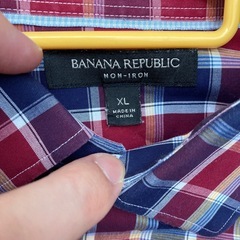 BANANA REPUBLIC
NON-IRON
XL
MADE IN
CHINA